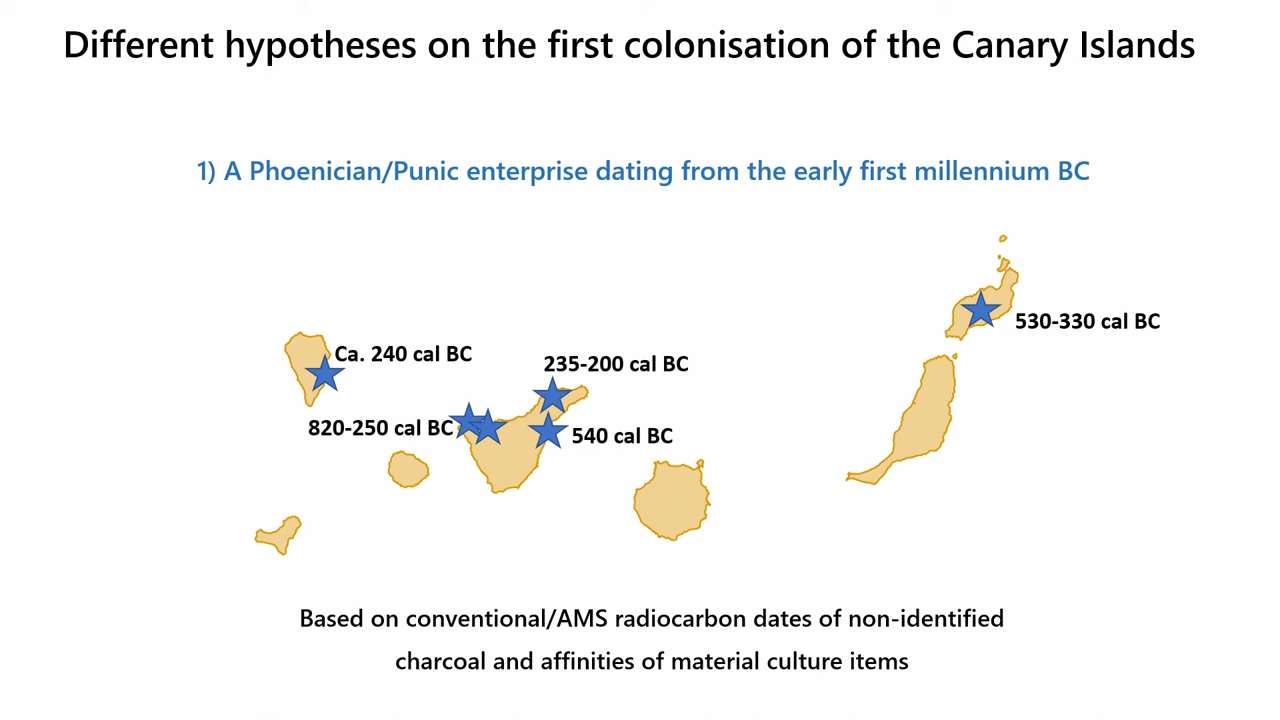 Different hypotheses on the first colonisation of the Canary Islands
1) A Phoenician/Punic enterprise dating from the early first millennium BC
530-330 cal BC
Ca. 240 cal BC
235-200 cal BC
820-250 cal BC
540 cal BC
Based on conventional/AMS radiocarbon dates of non-identified
charcoal and affinities of material culture items